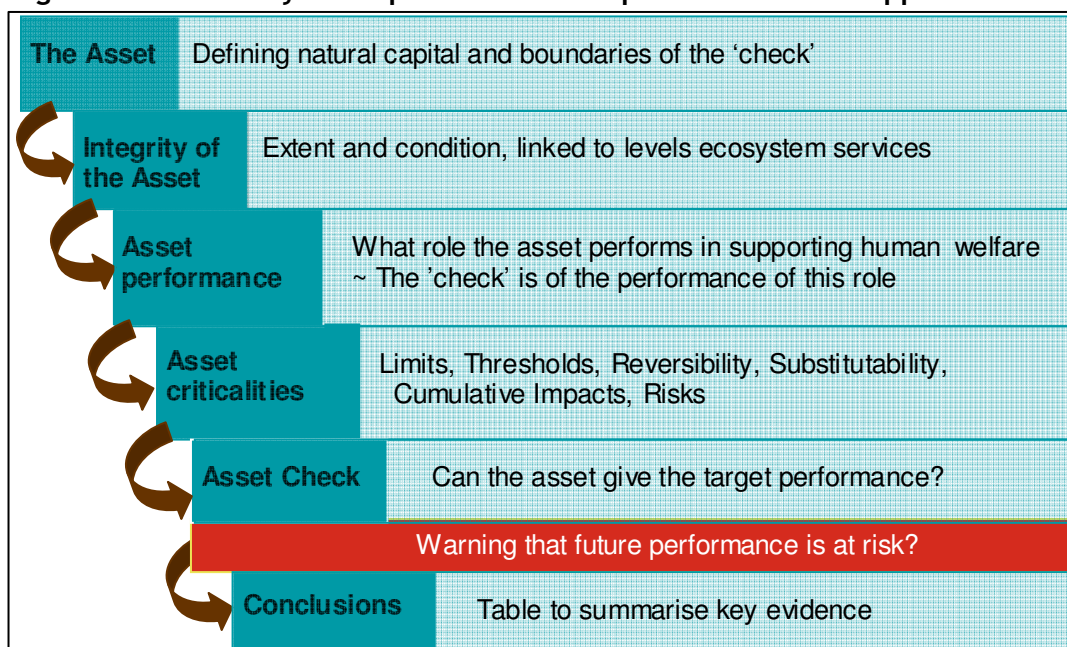 The Asset
Defining natural capital and boundaries of the ‘check’
Integrity of
the Asset
Extent and condition, linked to levels ecosystem services
Asset
performance
What role the asset performs in supporting human welfare
~ The ’check’ is of the performance of this role
Asset
criticalities
Limits, Thresholds, Reversibility, Substitutability,
Cumulative Impacts, Risks
Asset Check
Can the asset give the target performance?
Warning that future performance is at risk?
Conclusions
Table to summarise key evidence